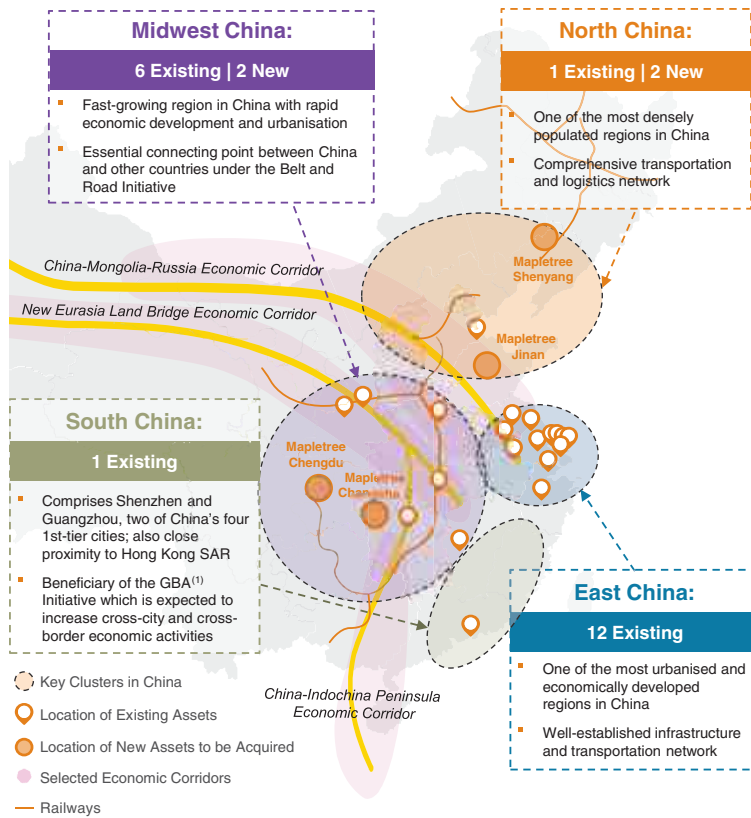 Midwest China:
6 Existing | 2 New
Fast-growing region in China with rapid
economic development and urbanisation
Essential connecting point between China
and other countries under the Belt and
Road Initiative
North China:
1 Existing | 2 New
One of the most densely
populated regions in China
Comprehensive transportation
and logistics network
Mapletree
Shenyang
China-Mongolia-Russia Economic Corridor
New Eurasia Land Bridge Economic Corridor
Mapletree
Jinan
South China:
1 Existing
Comprises Shenzhen and
Guangzhou, two of China's four
1st-tier cities; also close
proximity to Hong Kong SAR
Beneficiary of the GBA(1)
Initiative which is expected to
increase cross-city and cross-
border economic activities
Mapletree
Chengdu
Mapletree
Changsha
East China:
12 Existing
One of the most urbanised and
economically developed
regions in China
Well-established infrastructure
and transportation network
China-Indochina Peninsula
Economic Corridor
Key Clusters in China
Location of Existing Assets
Location of New Assets to be Acquired
Selected Economic Corridors
Railways